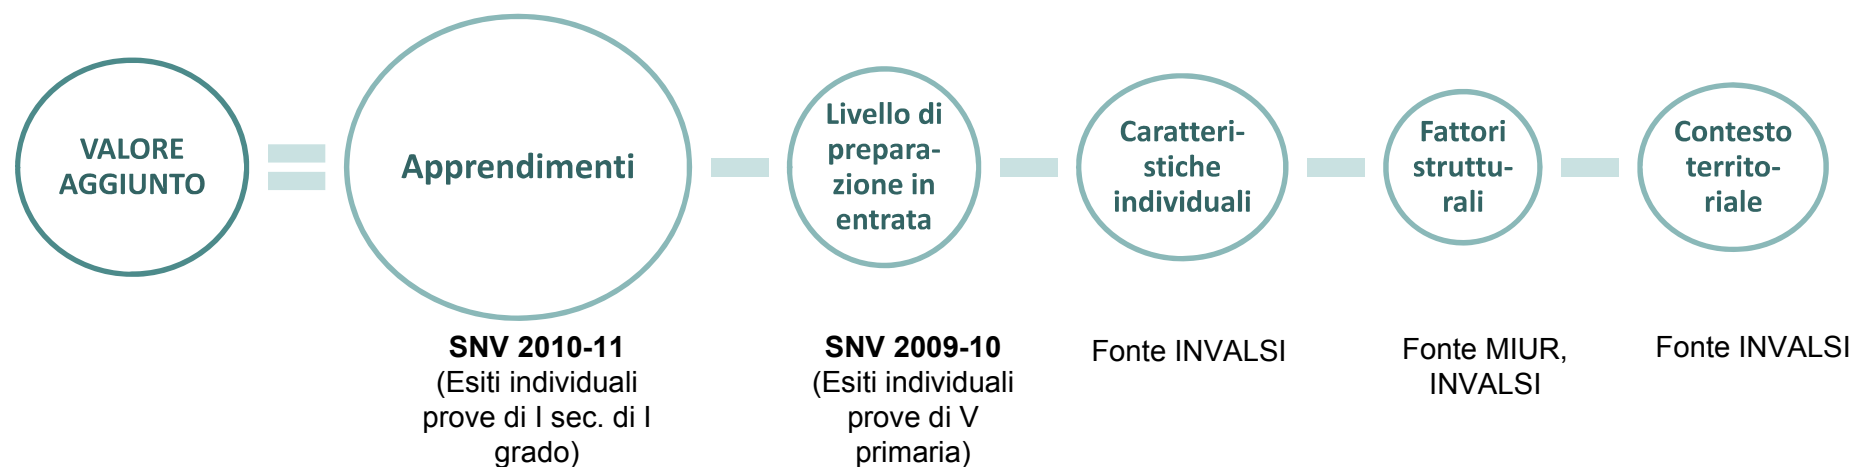 VALORE
AGGIUNTO
Apprendimenti
Livello di
prepara-
zione in
entrata
Caratteri-
stiche
individuali
Fattori
struttu-
rali
Contesto
territo-
riale
SNV 2010-11
(Esiti individuali
prove di I sec. di I
grado)
SNV 2009-10
(Esiti individuali
prove di V
primaria)
Fonte INVALSI
Fonte MIUR,
INVALSI
Fonte INVALSI